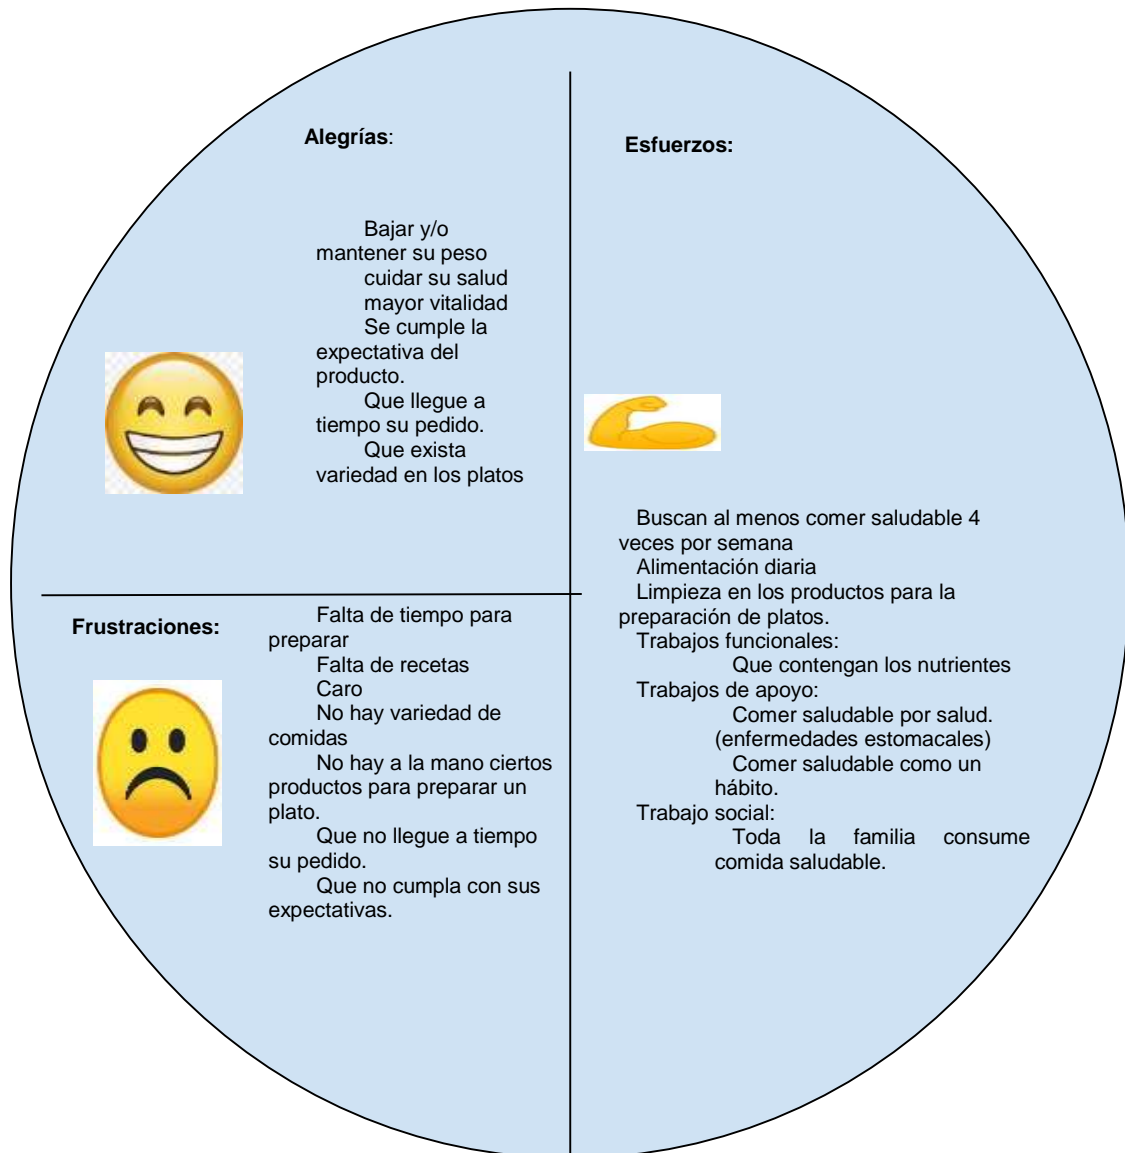 Alegrías:
Bajar y/o
mantener su peso
cuidar su salud
mayor vitalidad
Se cumple la
expectativa del
producto.
Que llegue a
tiempo su pedido.
Que exista
variedad en los platos
Frustraciones:
Falta de tiempo para
preparar
Falta de recetas
Caro
No hay variedad de
comidas
No hay a la mano ciertos
productos para preparar un
plato.
Que no llegue a tiempo
su pedido.
Que no cumpla con sus
expectativas.
Esfuerzos:
Buscan al menos comer saludable 4
veces por semana
Alimentación diaria
Limpieza en los productos para la
preparación de platos.
Trabajos funcionales:
Que contengan los nutrientes
Trabajos de apoyo:
Comer saludable por salud.
(enfermedades estomacales)
Comer saludable como un
hábito.
Trabajo social:
Toda la familia consume
comida saludable.